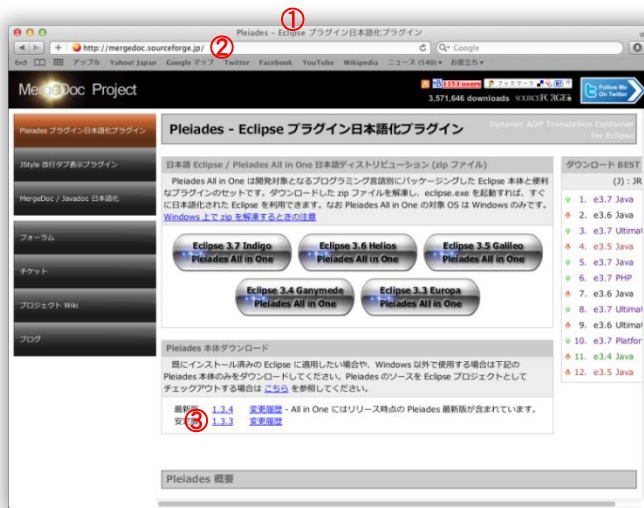 ①
Pleiades - Eclipse プラグイン日本語化プラグイン
http://mergedoc.sourceforge.jp/ ②
Google
アップル Yahoo! Japan Google マップ Twitter Facebook YouTube Wikipedia ニュース (540) お役立ち
MergeDoc Project
1153 users
ブックマーク
3,571,646 downloads SOURCEFORGE
Follow Me On Twitter
Pleiades プラグイン日本語化プラグイン
JStyle 改行タブ表示プラグイン
MergeDoc / Javadoc 日本語化
フォーラム
チケット
プロジェクト Wiki
ブログ
Pleiades - Eclipse プラグイン日本語化プラグイン
Dynamic AOP Translation Container
for Eclipse
日本語 Eclipse / Pleiades All in One 日本語ディストリビューション (zip ファイル)
Pleiades All in One は開発対象となるプログラミング言語別にパッケージングした Eclipse 本体と便利
なプラグインのセットです。ダウンロードした zip ファイルを解凍し、eclipse.exe を起動すれば、すぐ
に日本語化された Eclipse を利用できます。なお Pleiades All in One の対象 OS は Windows のみです。
Windows 上で zip を解凍するときの注意
Eclipse 3.7 Indigo
Pleiades All in One
Eclipse 3.6 Helios
Pleiades All in One
Eclipse 3.5 Galileo
Pleiades All in One
Eclipse 3.4 Ganymede
Pleiades All in One
Eclipse 3.3 Europa
Pleiades All in One
Pleiades 本体ダウンロード
既にインストール済みの Eclipse に適用したい場合や、Windows 以外で使用する場合は下記の
Pleiades 本体のみをダウンロードしてください。Pleiades のソースを Eclipse プロジェクトとして
チェックアウトする場合は こちら を参照してください。
最新版 1.3.4 変更履歴 - All in One にはリリース時点の Pleiades 最新版が含まれています。
③
安定版 1.3.3 変更履歴
Pleiades 概要
ダウンロード BEST
(J) : JR
1. e3.7 Java
2. e3.6 Java
3. e3.7 Ultimat
4. e3.5 Java
5. e3.7 Java
6. e3.7 PHP
7. e3.6 Java
8. e3.7 Ultimat
9. e3.6 Ultimat
10. e3.7 Platfor
11. e3.4 Java
12. e3.5 Java